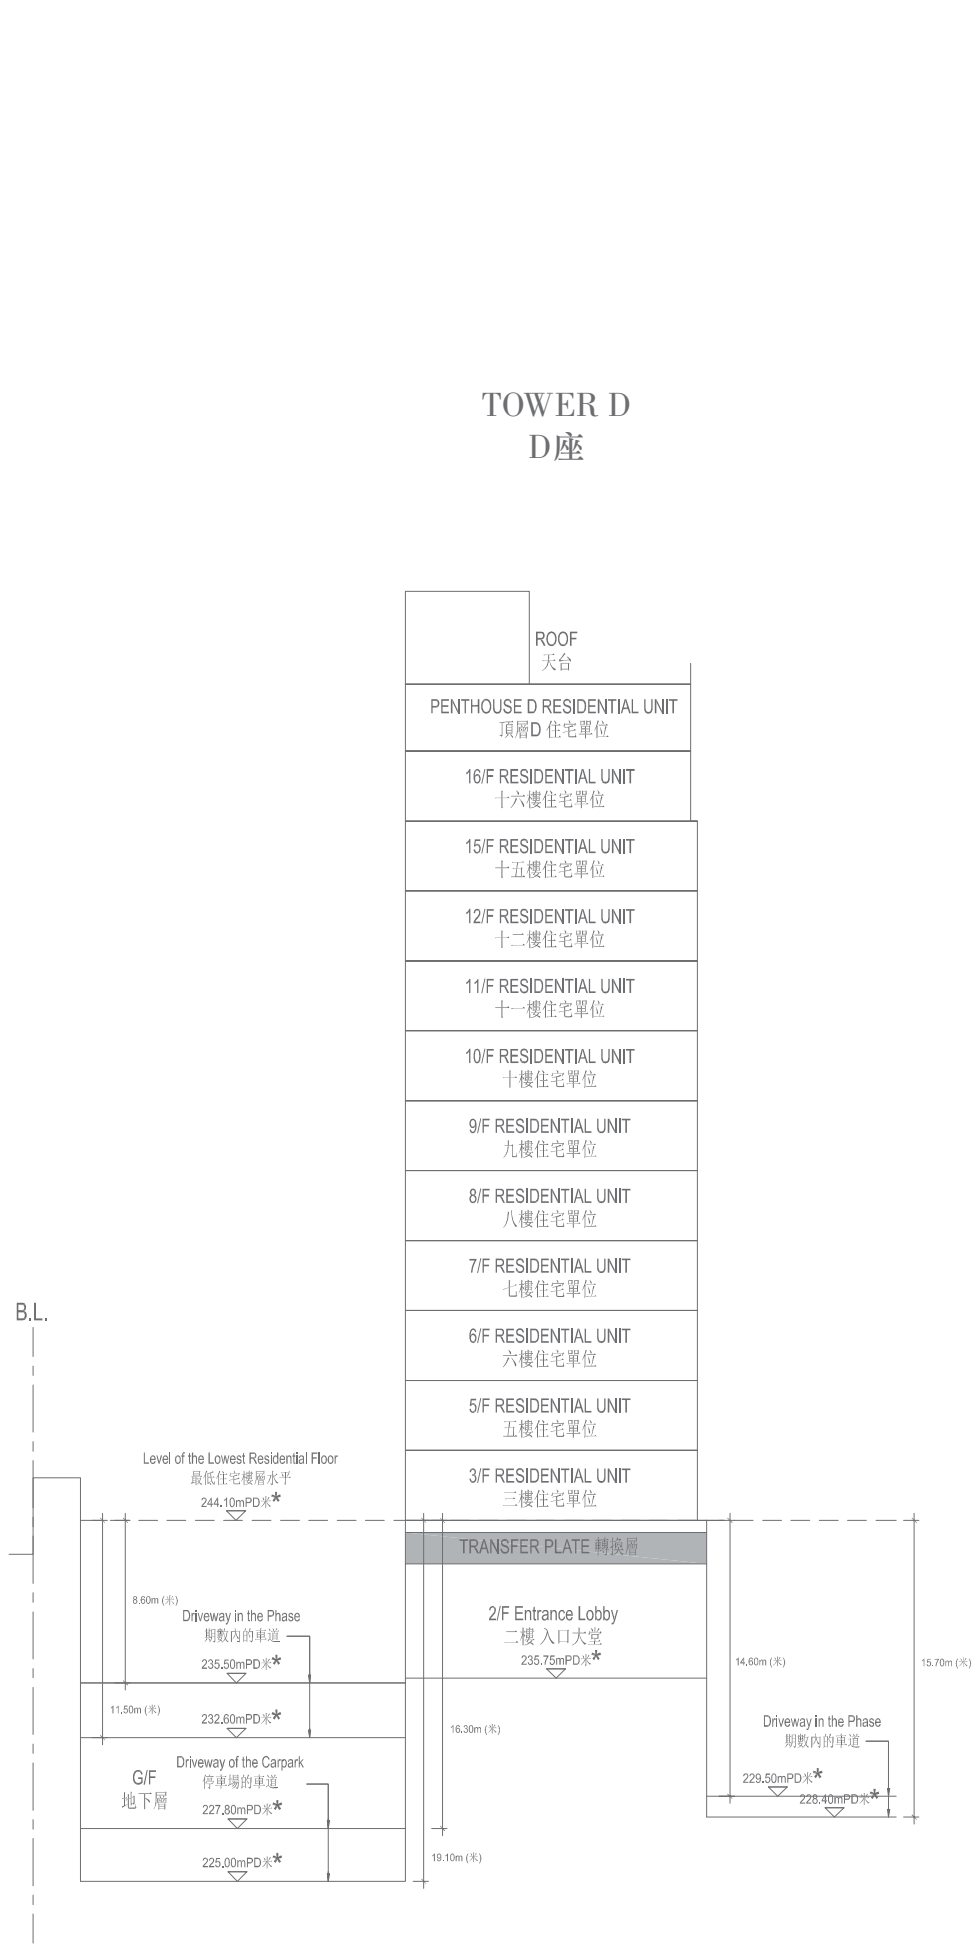 TOWER D
D座
ROOF
天台
PENTHOUSE D RESIDENTIAL UNIT
頂層D 住宅單位
16/F RESIDENTIAL UNIT
十六樓住宅單位
15/F RESIDENTIAL UNIT
十五樓住宅單位
12/F RESIDENTIAL UNIT
十二樓住宅單位
11/F RESIDENTIAL UNIT
十一樓住宅單位
10/F RESIDENTIAL UNIT
十樓住宅單位
9/F RESIDENTIAL UNIT
九樓住宅單位
8/F RESIDENTIAL UNIT
八樓住宅單位
7/F RESIDENTIAL UNIT
七樓住宅單位
B.L.
6/F RESIDENTIAL UNIT
六樓住宅單位
5/F RESIDENTIAL UNIT
五樓住宅單位
Level of the Lowest Residential Floor
最低住宅樓層水平
244.10mPD米*
3/F RESIDENTIAL UNIT
三樓住宅單位
TRANSFER PLATE 轉換層
8.60m (米)
Driveway in the Phase
期數內的車道
235.50mPD米*
2/F Entrance Lobby
二樓 入口大堂
235.75mPD米*
14.60m (米)
15.70m (米)
11.50m (米)
232.60mPD米*
16.30m (米)
Driveway in the Phase
期數內的車道
229.50mPD米*
228.40mPD米*
G/F
地下層
Driveway of the Carpark
停車場的車道
227.80mPD米*
225.00mPD米*
19.10m (米)